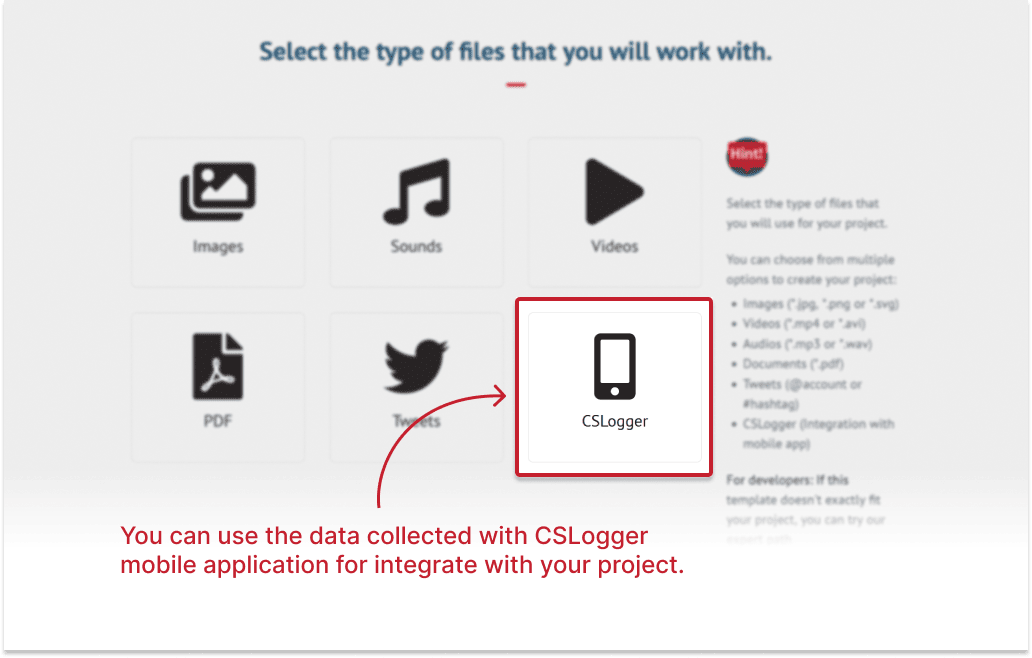 Select the type of files that you will work with.
Images
Sounds
Videos
PDF
Tweets
CSLogger
Hint!
Select the type of files that
you will use for your project.
You can choose from multiple
options to create your project:
• Images (*.jpg, *.png or *.svg)
• Videos (*.mp4 or *.avi)
• Audios (*.mp3 or *.wav)
• Documents (*.pdf)
• Tweets (@account or
#hashtag)
• CSLogger (Integration with
mobile app)
For developers: If this
template doesn't exactly fit
your project, you can try our
expert path
You can use the data collected with CSLogger
mobile application for integrate with your project.